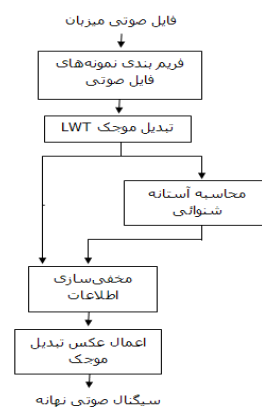 فایل صوتی میزبان
فریم بندی نمونه‌های
فایل صوتی
تبدیل موجک LWT
محاسبه آستانه
شنوائی
مخفی‌سازی
اطلاعات
اعمال عکس تبدیل
موجک
سیگنال صوتی نهانه